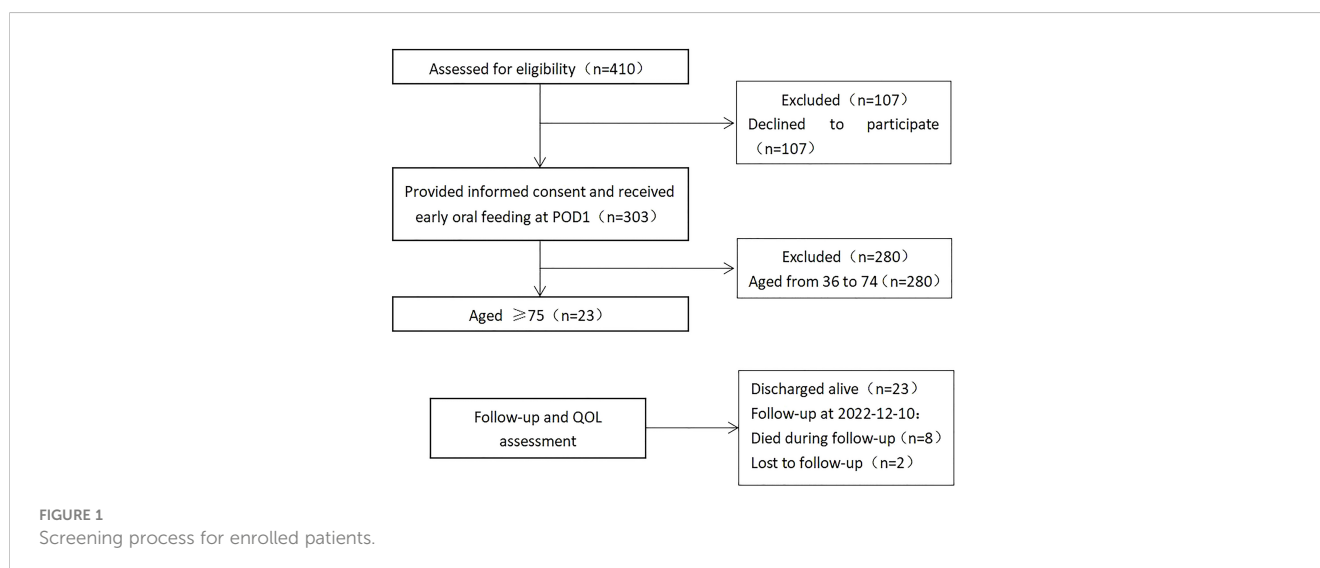 Assessed for eligibility（n=410）
Excluded（n=107）
Declined to participate
（n=107）
Provided informed consent and received
early oral feeding at POD1（n=303）
Excluded（n=280）
Aged from 36 to 74（n=280）
Aged ≥75（n=23）
Follow-up and QOL
assessment
Discharged alive（n=23）
Follow-up at 2022-12-10：
Died during follow-up（n=8）
Lost to follow-up（n=2）
FIGURE 1
Screening process for enrolled patients.